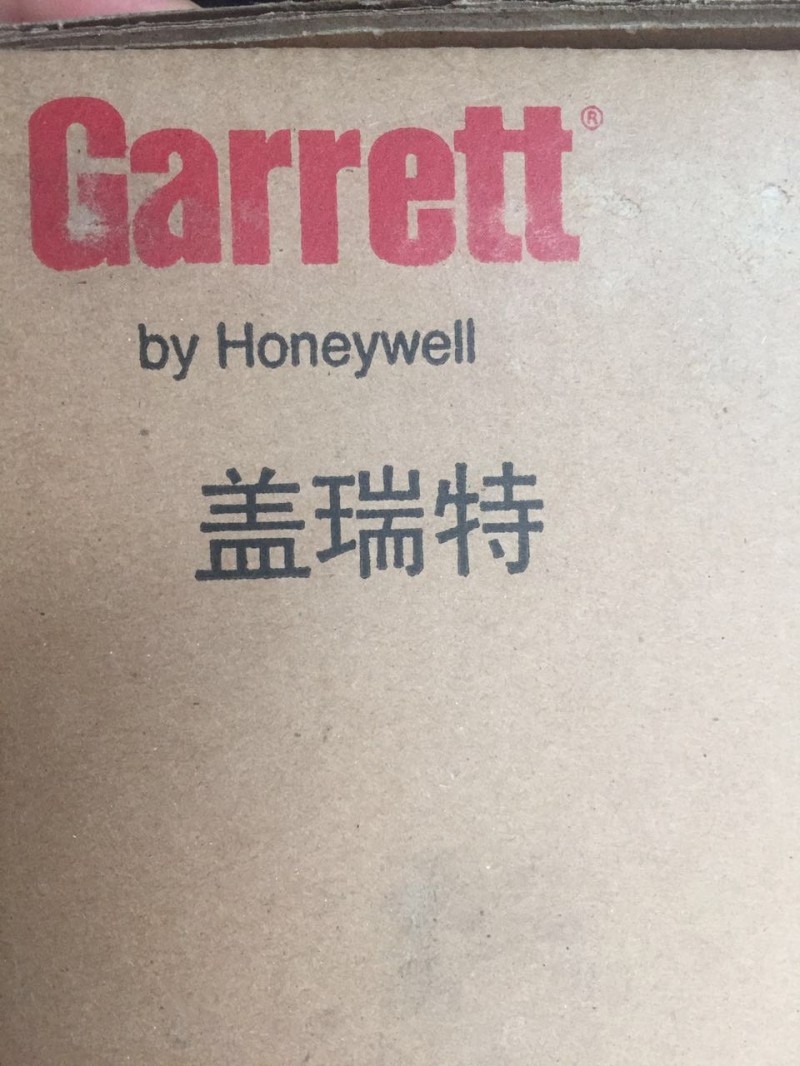 Garrett®
by Honeywell
盖瑞特